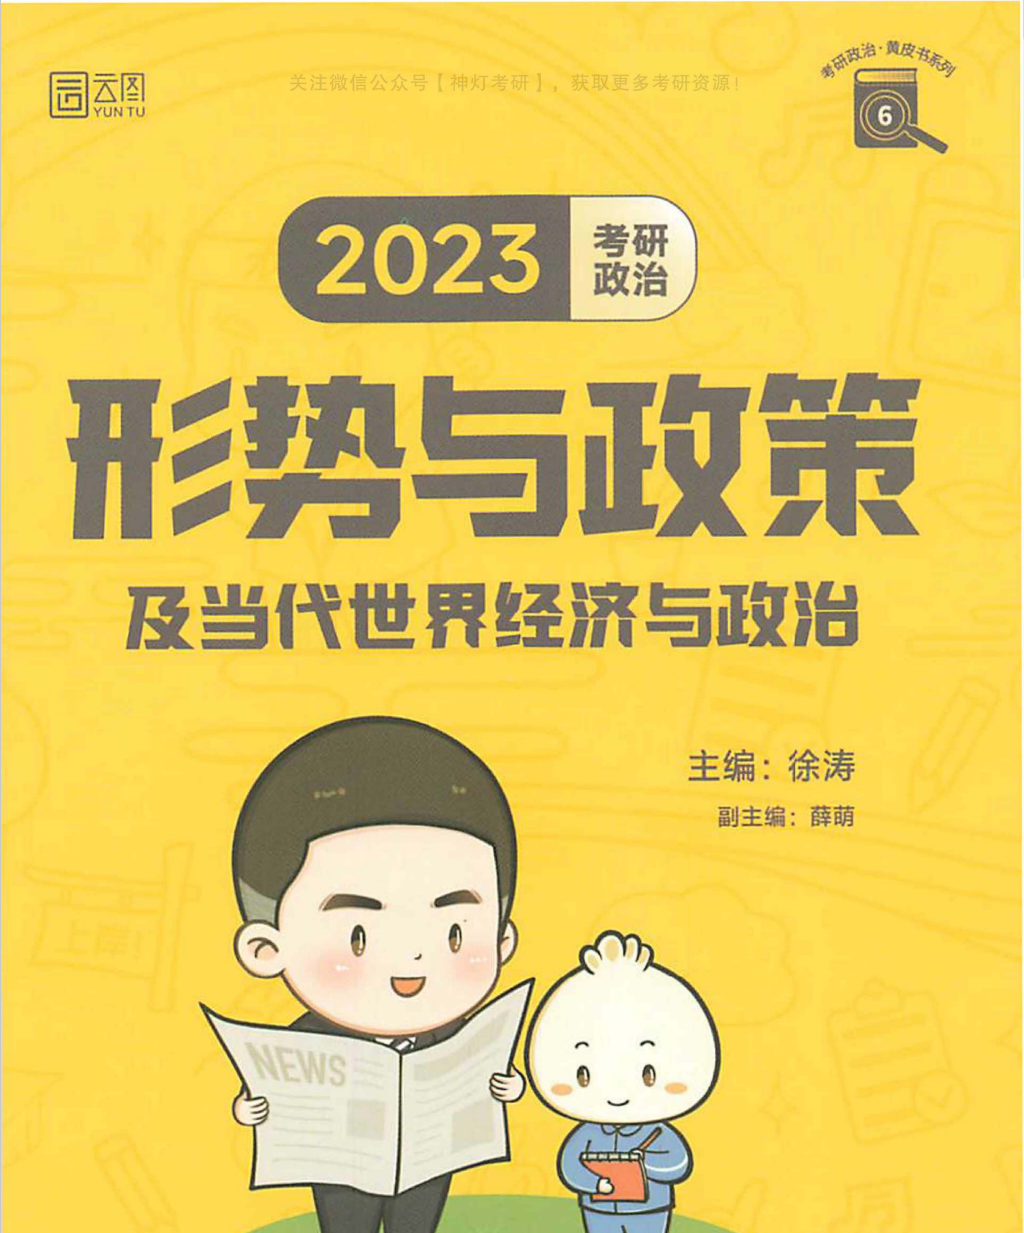 云图
YUN TU
关注微信公众号【神灯考研】，获取更多考研资源！
考研政治·黄皮书系列
6
2023
考研
政治
形势与政策
及当代世界经济与政治
主编：徐涛
副主编：薛萌
上岸！
NEWS